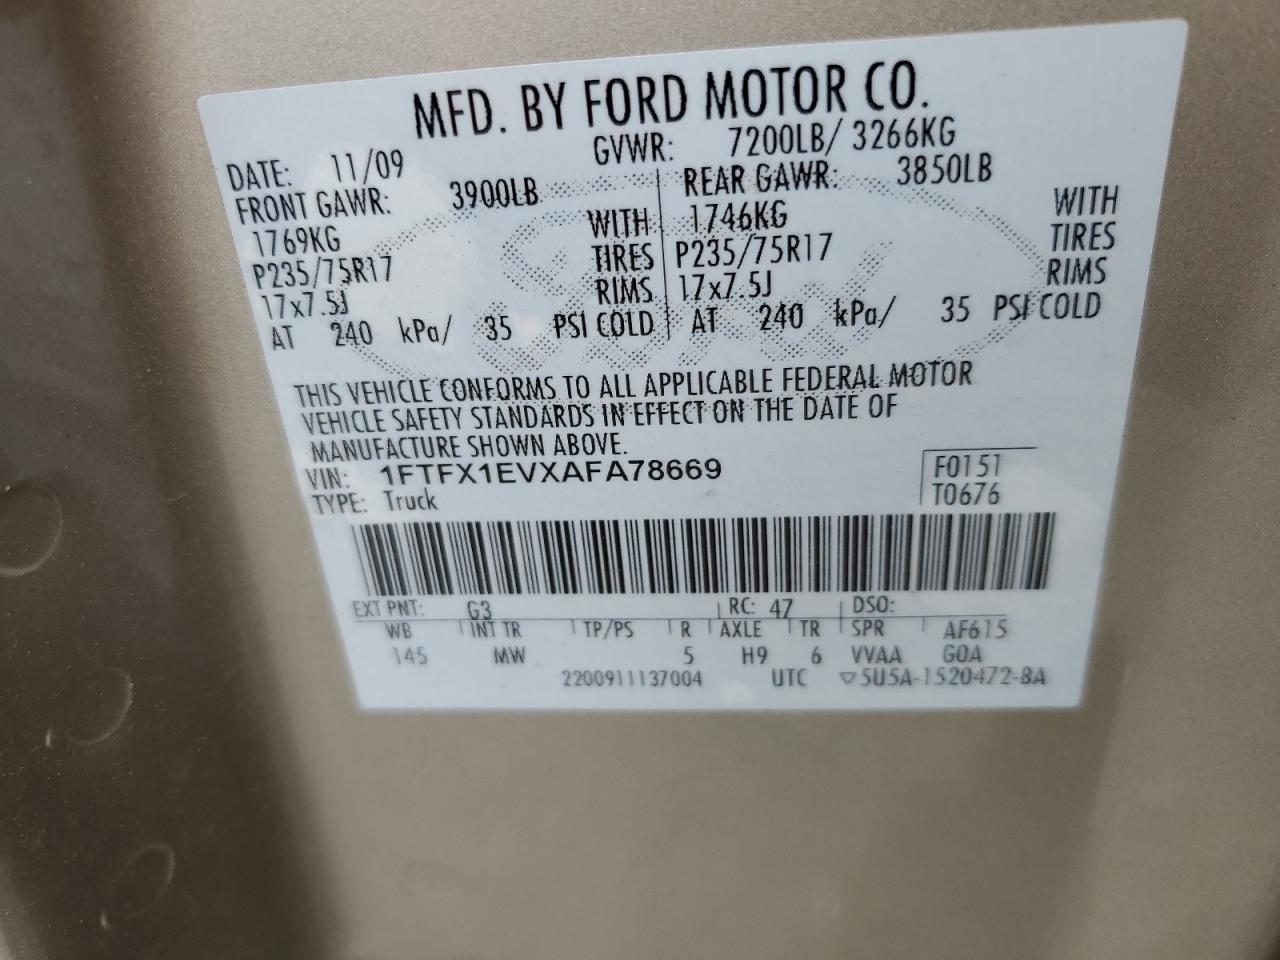 MFD. BY FORD MOTOR CO.
DATE: 11/09 GVWR: 7200LB/ 3266KG
FRONT GAWR: 3900LB REAR GAWR: 3850LB
1769KG WITH 1746KG WITH
P235/75R17 TIRES P235/75R17 TIRES
17x7.5J RIMS 17x7.5J RIMS
AT 240 kPa/ 35 PSI COLD AT 240 kPa/ 35 PSI COLD
THIS VEHICLE CONFORMS TO ALL APPLICABLE FEDERAL MOTOR
VEHICLE SAFETY STANDARDS IN EFFECT ON THE DATE OF
MANUFACTURE SHOWN ABOVE.
VIN: 1FTFX1EVXAFA78669 F0151
TYPE: Truck T0676
EXT PNT: G3 RC: 47 DSO:
WB INT TR TP/PS R AXLE TR SPR AF615
145 MW 5 H9 6 VVAA GOA
2200911137004 UTC ▽5U5A-1520472-BA